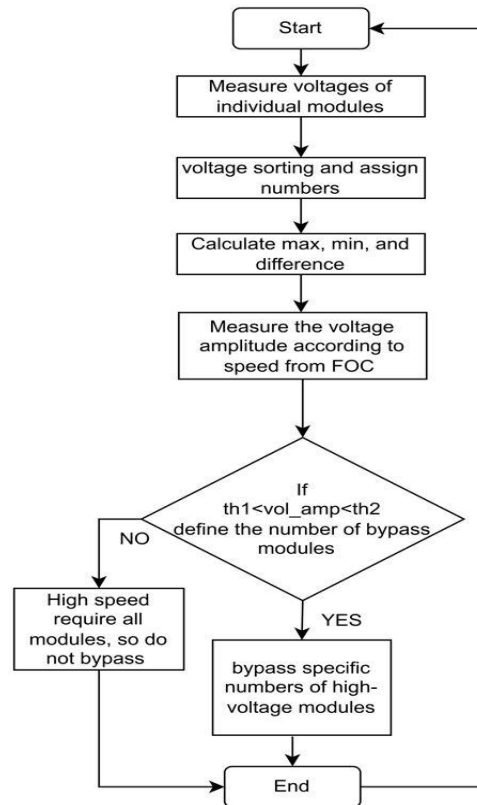 Start
Measure voltages of
individual modules
voltage sorting and assign
numbers
Calculate max, min, and
difference
Measure the voltage
amplitude according to
speed from FOC
If
th1<vol_amp<th2
define the number of bypass
modules
NO
YES
High speed
require all
modules, so do
not bypass
bypass specific
numbers of high-
voltage modules
End